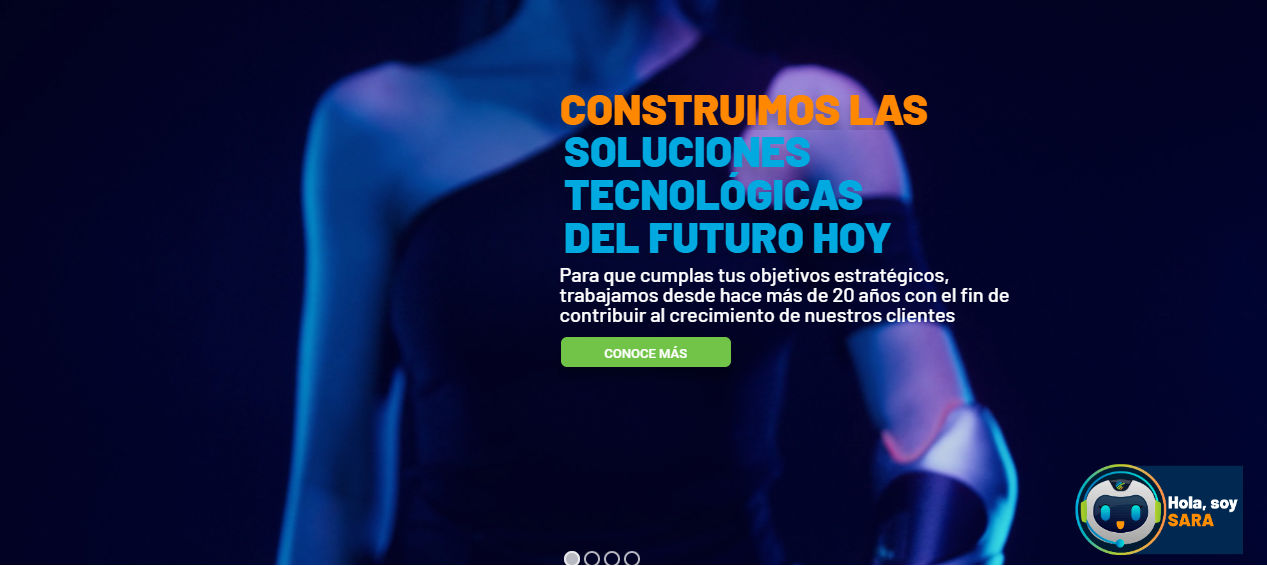 CONSTRUIMOS LAS
SOLUCIONES
TECNOLÓGICAS
DEL FUTURO HOY
Para que cumplas tus objetivos estratégicos,
trabajamos desde hace más de 20 años con el fin de
contribuir al crecimiento de nuestros clientes
CONOCE MÁS
Hola, soy
SARA